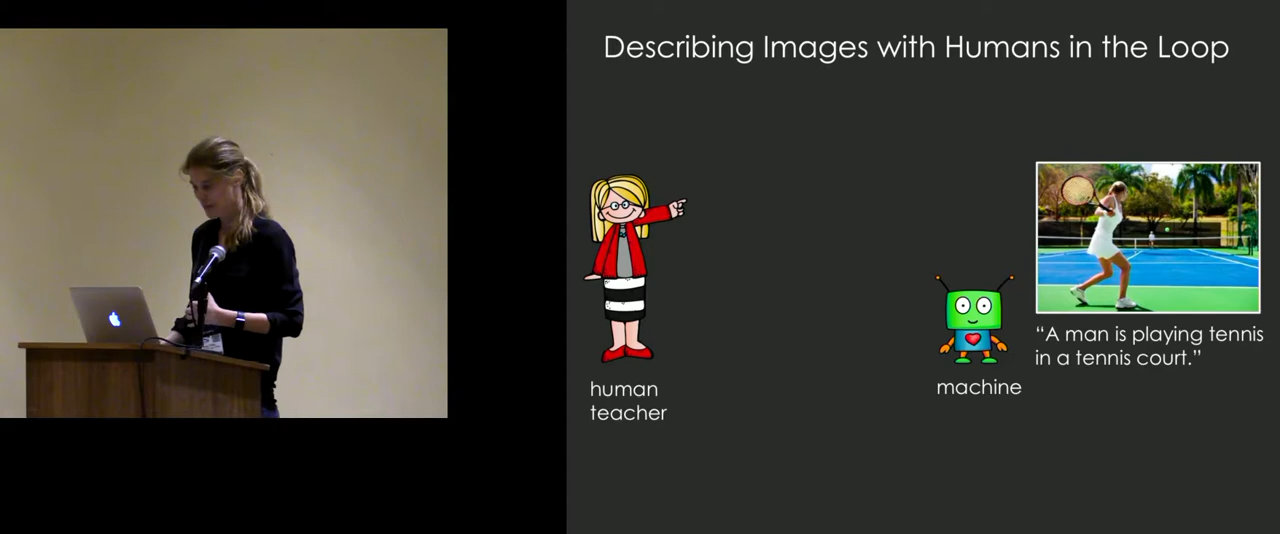 Describing Images with Humans in the Loop
"A man is playing tennis
in a tennis court."
human
teacher
machine